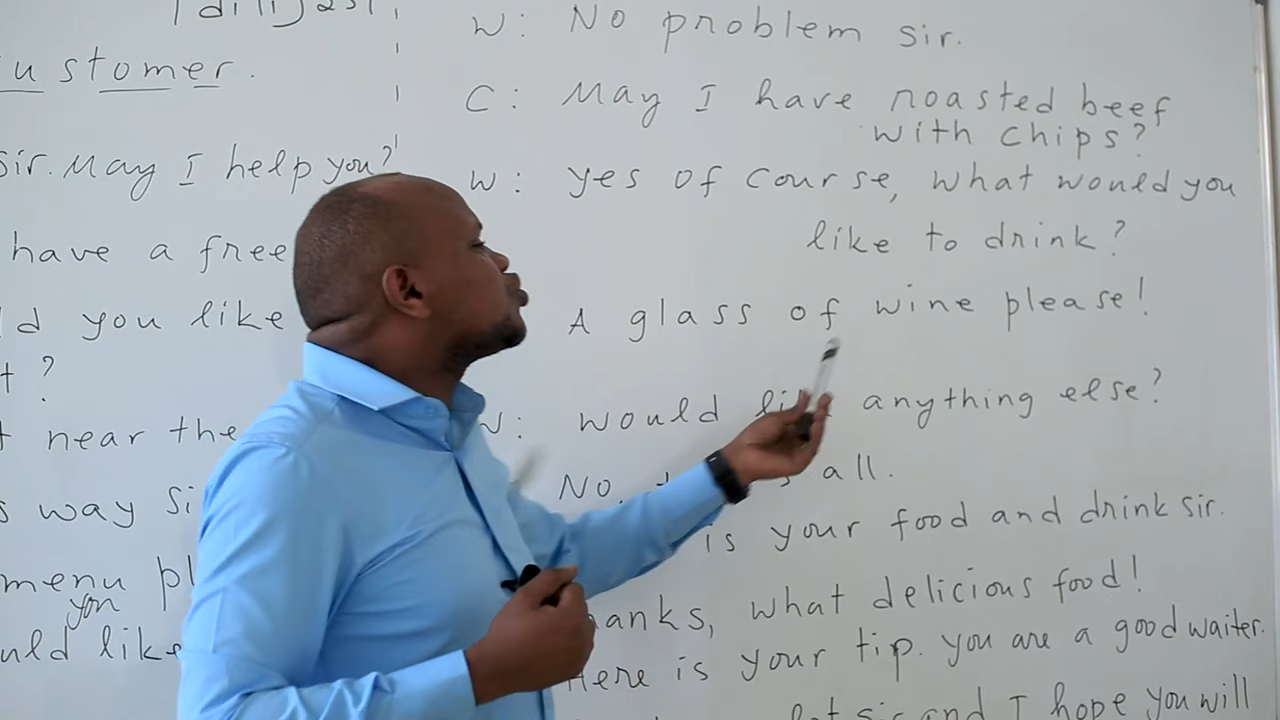 ustomer.
sir. May I help you?
have a free
d you like
t ?
near the
s way Si
menu pl
you
uld like
W: No problem sir.
C: May I have roasted beef
with chips?
W: yes of course, what would you
like to drink?
A glass of wine please!
W: would li anything else?
No. all.
is your food and drink sir.
anks, what delicious food!
Here is your tip. you are a good waiter.
lot sir and I hope you will